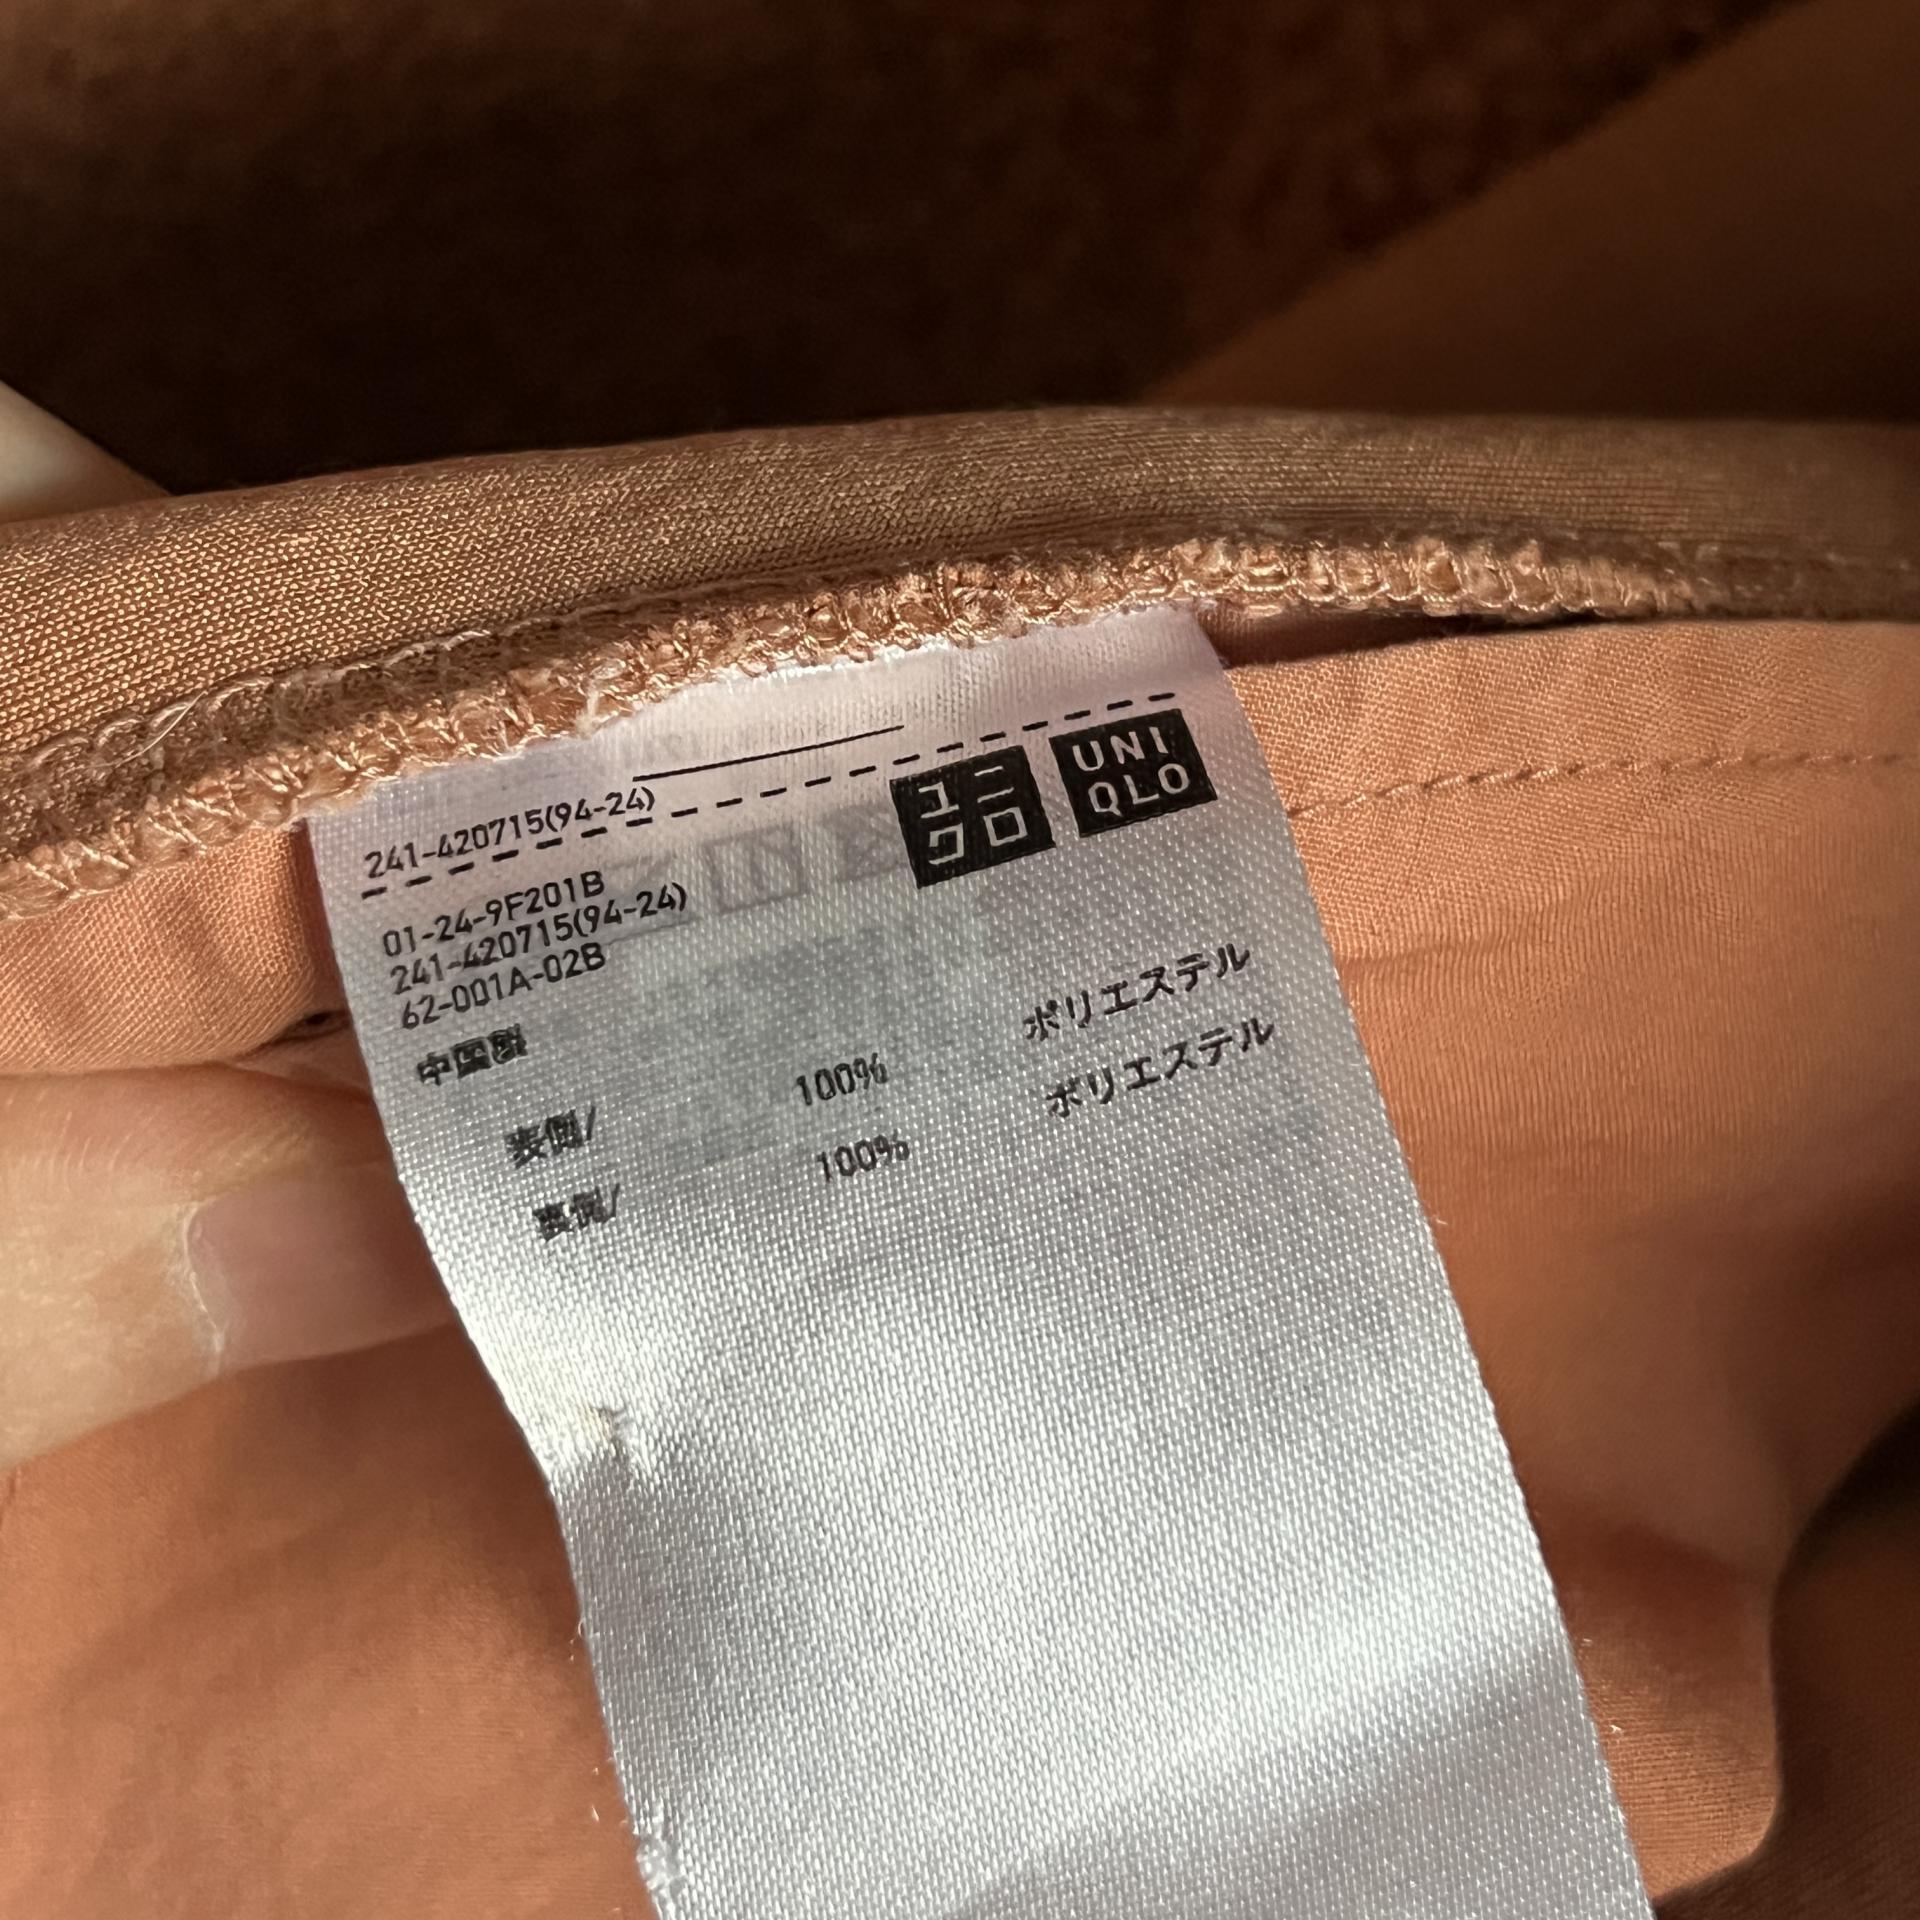 241-420715(94-24)
ユニ
クロ
UNI
QLO
01-24-9F201B
241-420715(94-24)
62-001A-02B
中国製
表側/ 100% ポリエステル
裏側/ 100% ポリエステル